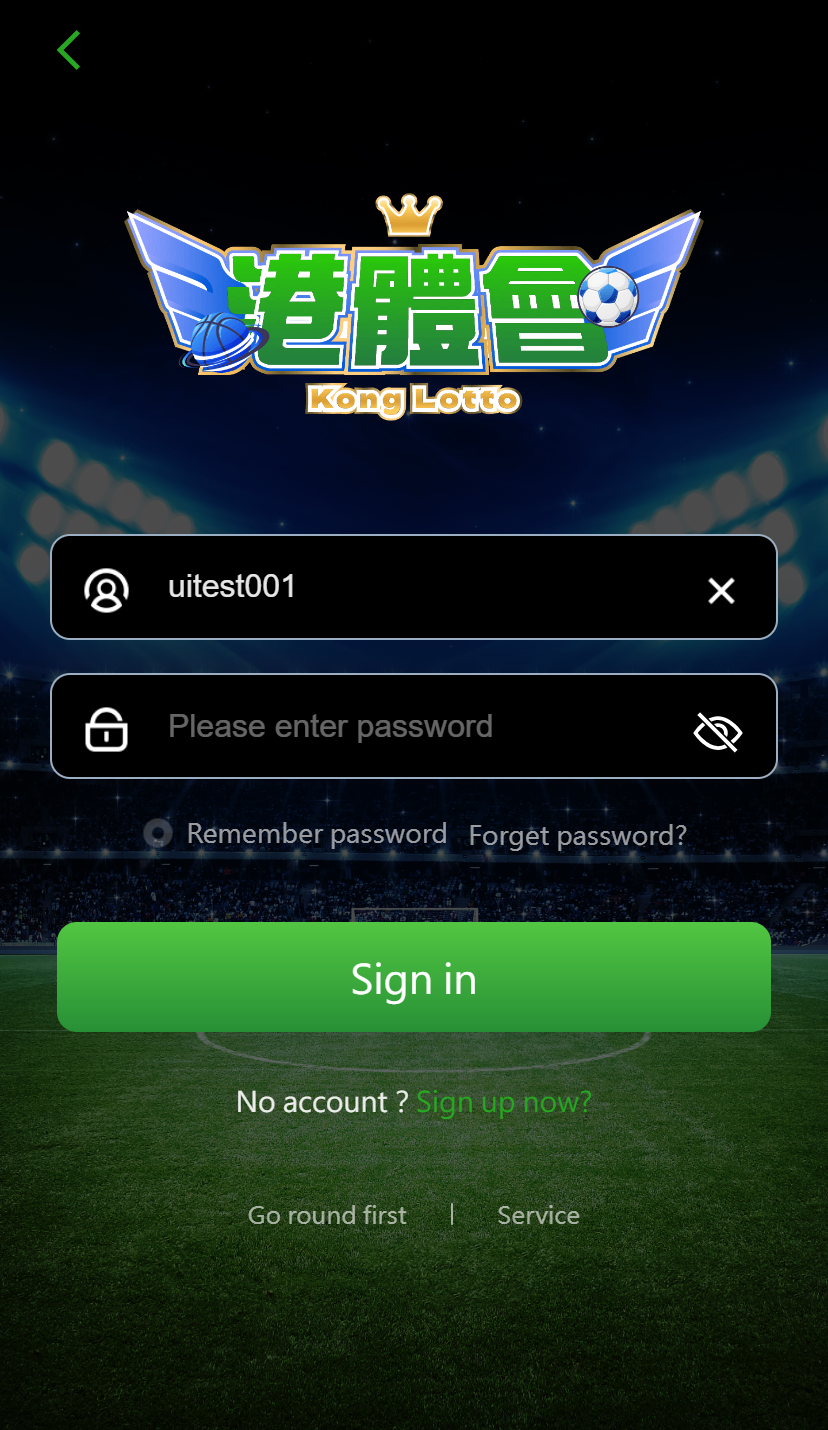 港體會
Kong Lotto
uitest001
Please enter password
Remember password Forget password?
Sign in
No account ? Sign up now?
Go round first | Service